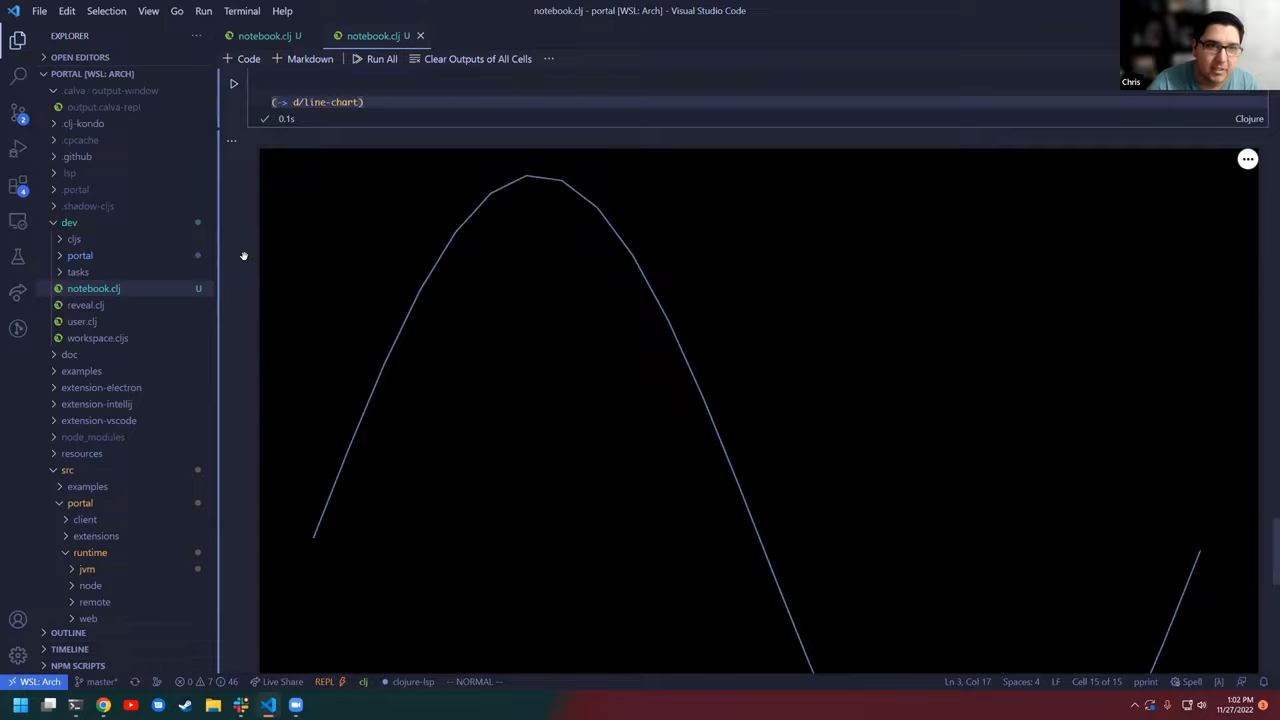 File Edit Selection View Go Run Terminal Help
notebook.clj - portal [WSL: Arch] - Visual Studio Code
Chris
EXPLORER
OPEN EDITORS
PORTAL [WSL: ARCH]
.calva · output-window
output.calva-repl
.clj-kondo
.cpcache
.github
.lsp
.portal
.shadow-cljs
dev
cljs
portal
tasks
notebook.clj U
reveal.clj
user.clj
workspace.cljs
doc
examples
extension-electron
extension-intellij
extension-vscode
node_modules
resources
src
examples
portal
client
extensions
runtime
jvm
node
remote
web
OUTLINE
TIMELINE
NPM SCRIPTS
2
4
notebook.clj U
notebook.clj U
Code Markdown Run All Clear Outputs of All Cells
(-> d/line-chart)
0.1s
Clojure
WSL: Arch master* 0 7 46 Live Share REPL clj clojure-lsp -- NORMAL --
Ln 3, Col 17 Spaces: 4 LF Cell 15 of 15 pprint Spell
1:02 PM
11/27/2022
3